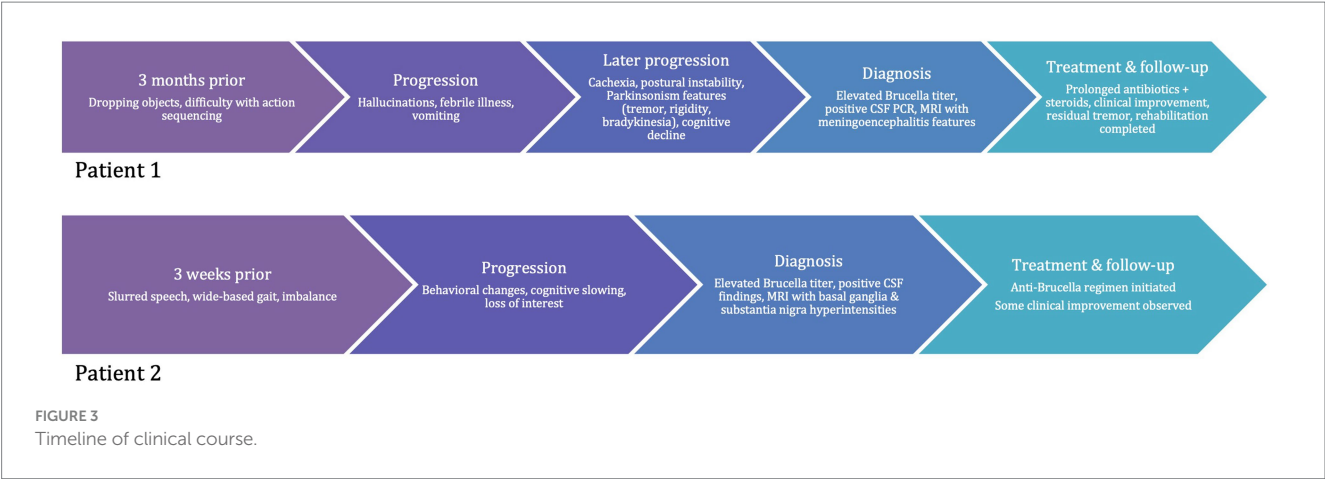 3 months prior
Dropping objects, difficulty with action
sequencing
Progression
Hallucinations, febrile illness,
vomiting
Later progression
Cachexia, postural instability,
Parkinsonism features
(tremor, rigidity,
bradykinesia), cognitive
decline
Diagnosis
Elevated Brucella titer,
positive CSF PCR, MRI with
meningoencephalitis features
Treatment & follow-up
Prolonged antibiotics +
steroids, clinical improvement,
residual tremor, rehabilitation
completed
Patient 1
3 weeks prior
Slurred speech, wide-based gait, imbalance
Progression
Behavioral changes, cognitive slowing,
loss of interest
Diagnosis
Elevated Brucella titer, positive CSF
findings, MRI with basal ganglia &
substantia nigra hyperintensities
Treatment & follow-up
Anti-Brucella regimen initiated
Some clinical improvement observed
Patient 2
FIGURE 3
Timeline of clinical course.